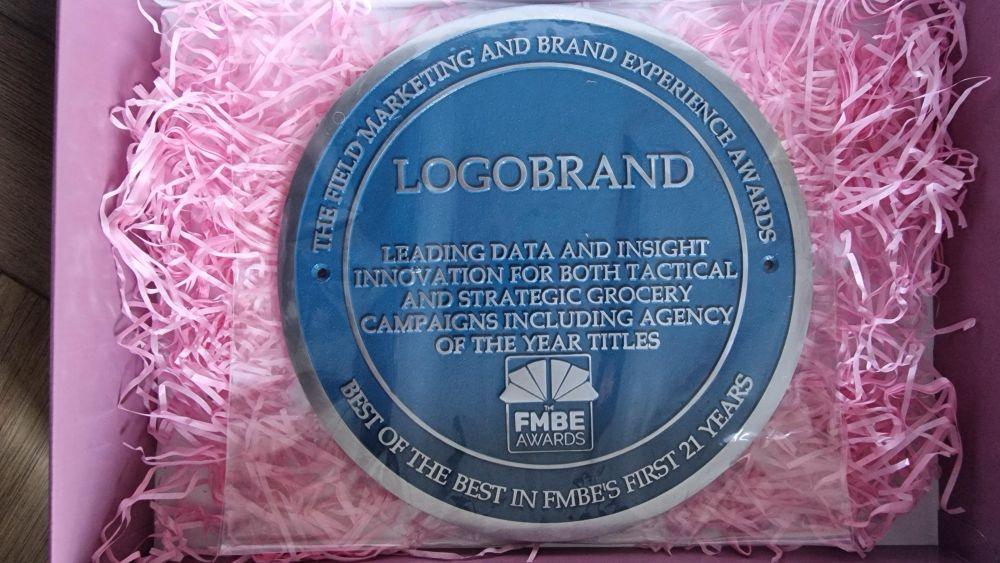 THE FIELD MARKETING AND BRAND EXPERIENCE AWARDS
LOGOBRAND
LEADING DATA AND INSIGHT
INNOVATION FOR BOTH TACTICAL
AND STRATEGIC GROCERY
CAMPAIGNS INCLUDING AGENCY
OF THE YEAR TITLES
THE
FMBE
AWARDS
BEST OF THE BEST IN FMBE'S FIRST 21 YEARS